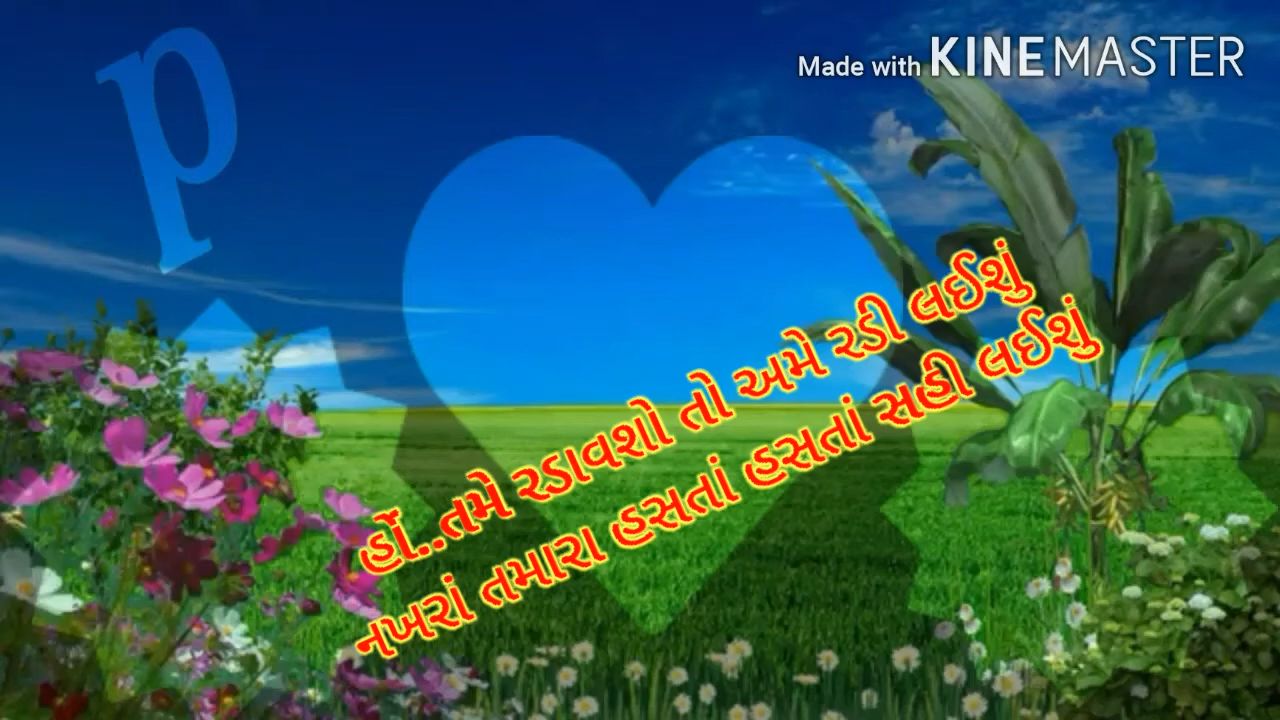 p
Made with KINEMASTER
હોં..તમે રડાવશો તો અમે રડી લઈશું
નખરાં તમારા હસતાં હસતાં સહી લઈશું